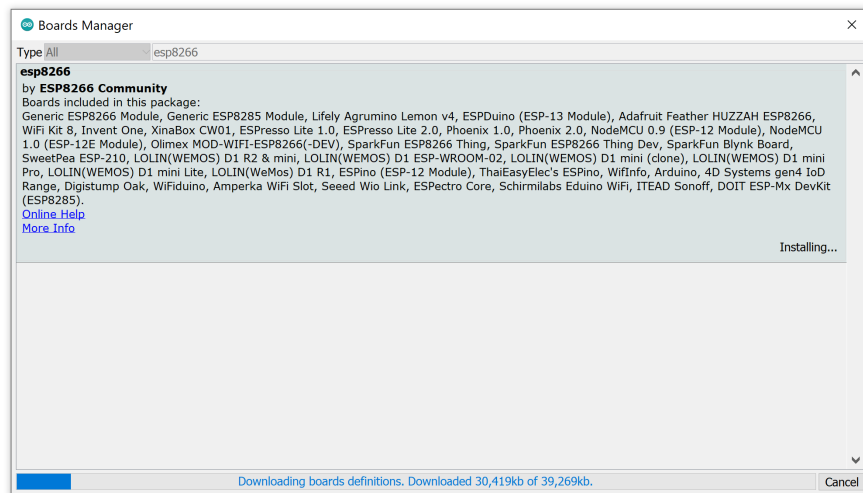 Boards Manager
Type All esp8266
esp8266
by ESP8266 Community
Boards included in this package:
Generic ESP8266 Module, Generic ESP8285 Module, Lifely Agrumino Lemon v4, ESPDuino (ESP-13 Module), Adafruit Feather HUZZAH ESP8266,
WiFi Kit 8, Invent One, XinaBox CW01, ESPresso Lite 1.0, ESPresso Lite 2.0, Phoenix 1.0, Phoenix 2.0, NodeMCU 0.9 (ESP-12 Module), NodeMCU
1.0 (ESP-12E Module), Olimex MOD-WIFI-ESP8266(-DEV), SparkFun ESP8266 Thing, SparkFun ESP8266 Thing Dev, SparkFun Blynk Board,
SweetPea ESP-210, LOLIN(WEMOS) D1 R2 & mini, LOLIN(WEMOS) D1 ESP-WROOM-02, LOLIN(WEMOS) D1 mini (clone), LOLIN(WEMOS) D1 mini
Pro, LOLIN(WEMOS) D1 mini Lite, LOLIN(WeMos) D1 R1, ESPino (ESP-12 Module), ThaiEasyElec's ESPino, WifInfo, Arduino, 4D Systems gen4 IoD
Range, Digistump Oak, WiFiduino, Amperka WiFi Slot, Seeed Wio Link, ESPectro Core, Schirmilabs Eduino WiFi, ITEAD Sonoff, DOIT ESP-Mx DevKit
(ESP8285).
Online Help
More Info
Installing...
Downloading boards definitions. Downloaded 30,419kb of 39,269kb.
Cancel